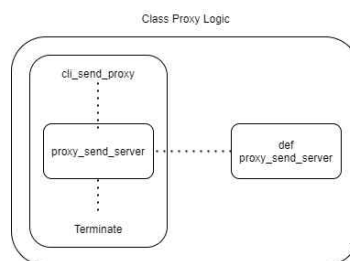 Class Proxy Logic
cli_send_proxy
proxy_send_server
def
proxy_send_server
Terminate